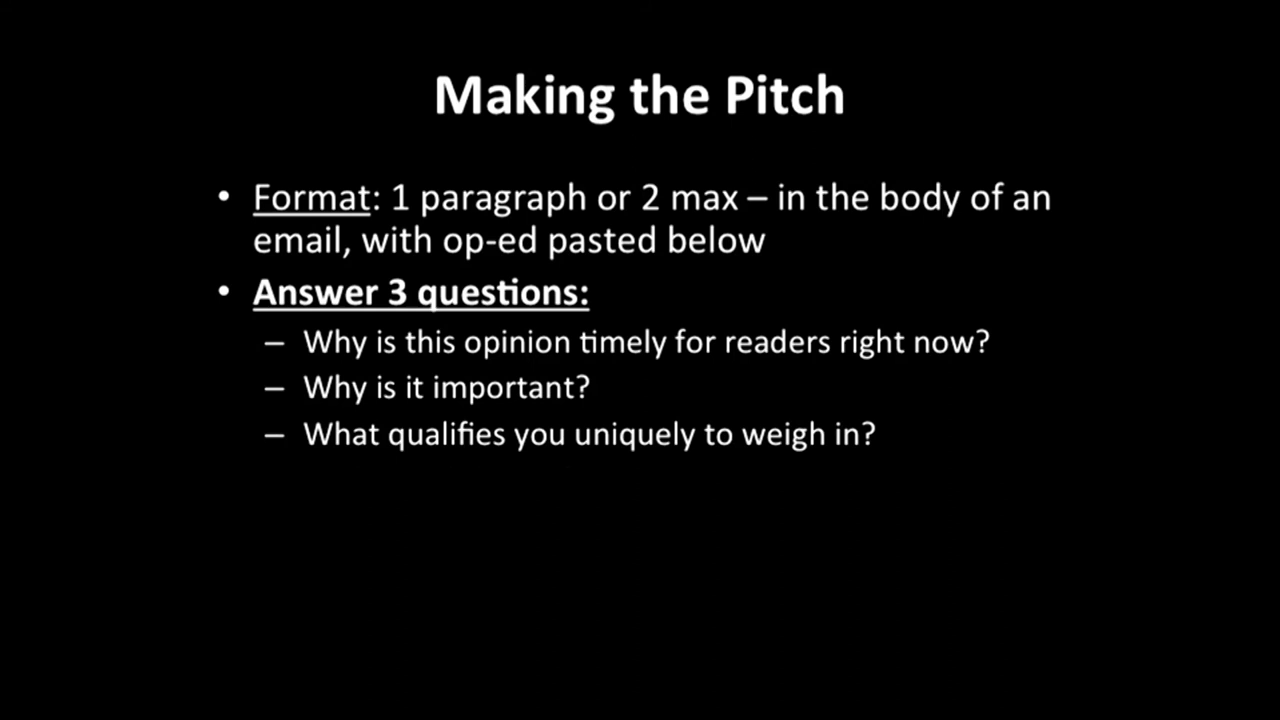 Making the Pitch
• Format: 1 paragraph or 2 max – in the body of an
email, with op-ed pasted below
• Answer 3 questions:
– Why is this opinion timely for readers right now?
– Why is it important?
– What qualifies you uniquely to weigh in?